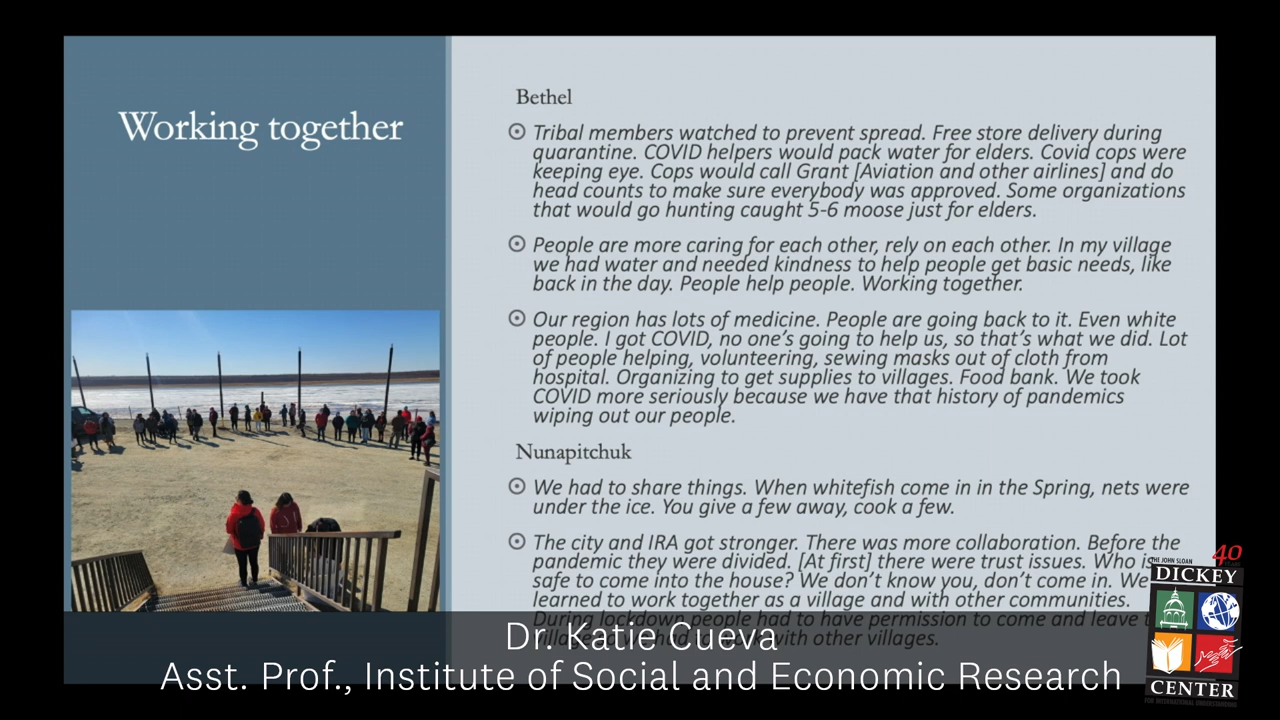 Working together
Bethel
Tribal members watched to prevent spread. Free store delivery during
quarantine. COVID helpers would pack water for elders. Covid cops were
keeping eye. Cops would call Grant [Aviation and other airlines] and do
head counts to make sure everybody was approved. Some organizations
that would go hunting caught 5-6 moose just for elders.
People are more caring for each other, rely on each other. In my village
we had water and needed kindness to help people get basic needs, like
back in the day. People help people. Working together.
Our region has lots of medicine. People are going back to it. Even white
people. I got COVID, no one's going to help us, so that's what we did. Lot
of people helping, volunteering, sewing masks out of cloth from
hospital. Organizing to get supplies to villages. Food bank. We took
COVID more seriously because we have that history of pandemics
wiping out our people.
Nunapitchuk
We had to share things. When whitefish come in in the Spring, nets were
under the ice. You give a few away, cook a few.
The city and IRA got stronger. There was more collaboration. Before the
pandemic they were divided. [At first] there were trust issues. Who is
safe to come into the house? We don't know you, don't come in. We
learned to work together as a village and with other communities.
During lockdown people had to have permission to come and leave
with other villages.
Dr. Katie Cueva
Asst. Prof., Institute of Social and Economic Research
40
THE JOHN SLOAN
DICKEY
CENTER
FOR INTERNATIONAL UNDERSTANDING